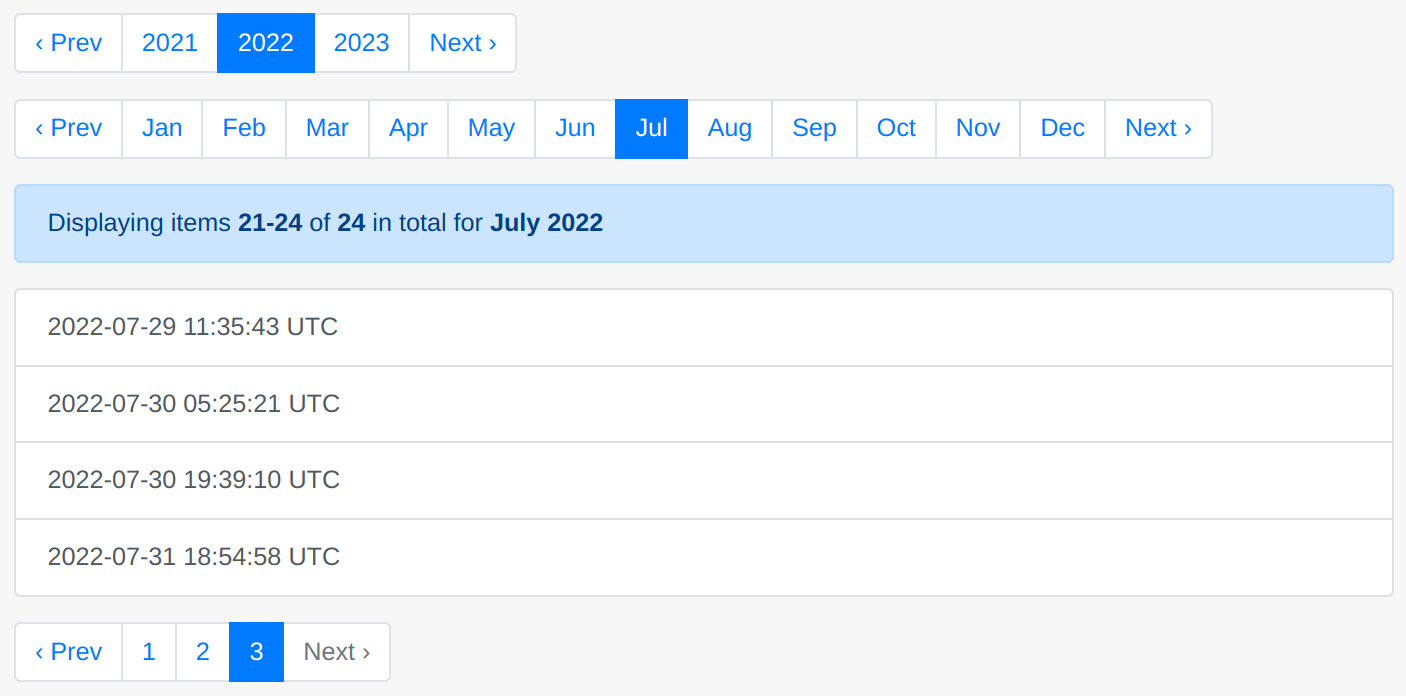 ‹ Prev 2021 2022 2023 Next ›
‹ Prev Jan Feb Mar Apr May Jun Jul Aug Sep Oct Nov Dec Next ›
Displaying items 21-24 of 24 in total for July 2022
2022-07-29 11:35:43 UTC
2022-07-30 05:25:21 UTC
2022-07-30 19:39:10 UTC
2022-07-31 18:54:58 UTC
‹ Prev 1 2 3 Next ›